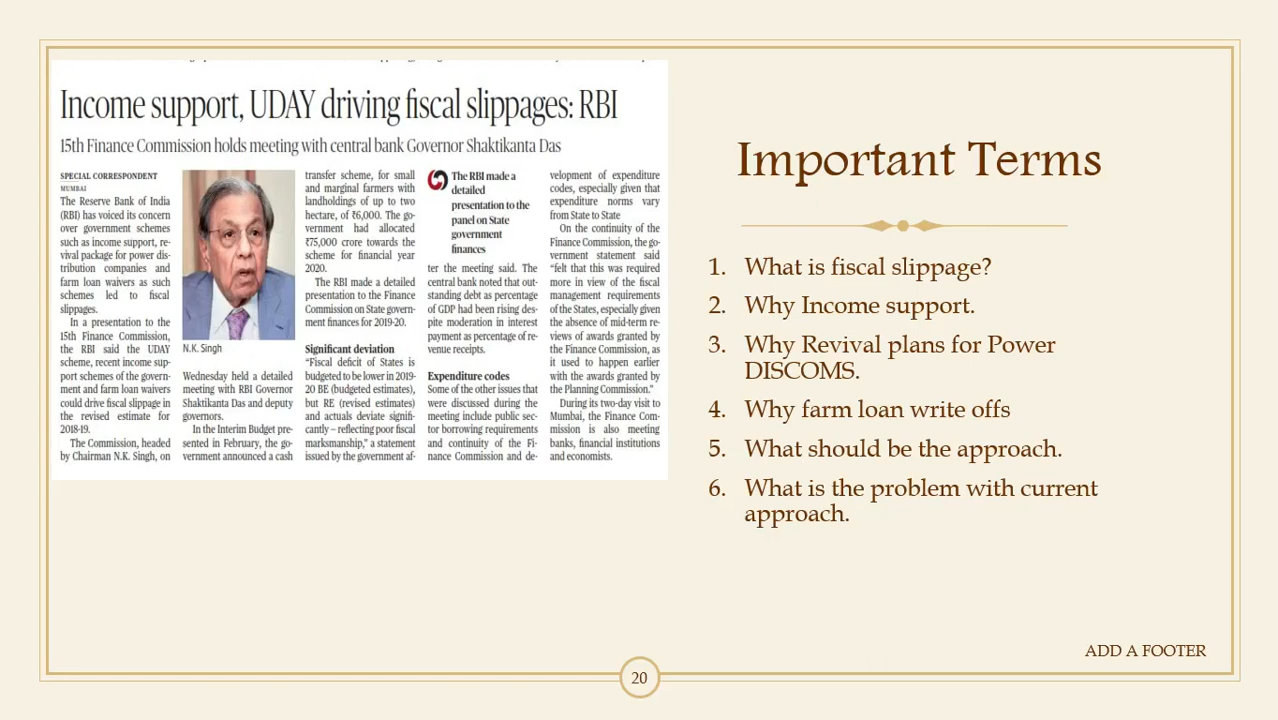 Income support, UDAY driving fiscal slippages: RBI
15th Finance Commission holds meeting with central bank Governor Shaktikanta Das
SPECIAL CORRESPONDENT
MUMBAI
The Reserve Bank of India
(RBI) has voiced its concern
over government schemes
such as income support, re-
vival package for power dis-
tribution companies and
farm loan waivers as such
schemes led to fiscal
slippages.
In a presentation to the
15th Finance Commission,
the RBI said the UDAY
scheme, recent income sup-
port schemes of the govern-
ment and farm loan waivers
could drive fiscal slippage in
the revised estimate for
2018-19.
The Commission, headed
by Chairman N.K. Singh, on
N.K. Singh
Wednesday held a detailed
meeting with RBI Governor
Shaktikanta Das and deputy
governors.
In the Interim Budget pre-
sented in February, the go-
vernment announced a cash
transfer scheme, for small
and marginal farmers with
landholdings of up to two
hectare, of ₹6,000. The go-
vernment had allocated
₹75,000 crore towards the
scheme for financial year
2020.
The RBI made a detailed
presentation to the Finance
Commission on State govern-
ment finances for 2019-20.
Significant deviation
“Fiscal deficit of States is
budgeted to be lower in 2019-
20 BE (budgeted estimates),
but RE (revised estimates)
and actuals deviate signifi-
cantly – reflecting poor fiscal
marksmanship,” a statement
issued by the government af-
The RBI made a
detailed
presentation to the
panel on State
government
finances
ter the meeting said. The
central bank noted that out-
standing debt as percentage
of GDP had been rising des-
pite moderation in interest
payment as percentage of re-
venue receipts.
Expenditure codes
Some of the other issues that
were discussed during the
meeting include public sec-
tor borrowing requirements
and continuity of the Fi-
nance Commission and de-
velopment of expenditure
codes, especially given that
expenditure norms vary
from State to State
On the continuity of the
Finance Commission, the go-
vernment statement said
“felt that this was required
more in view of the fiscal
management requirements
of the States, especially given
the absence of mid-term re-
views of awards granted by
the Finance Commission, as
it used to happen earlier
with the awards granted by
the Planning Commission.”
During its two-day visit to
Mumbai, the Finance Com-
mission is also meeting
banks, financial institutions
and economists.
Important Terms
1. What is fiscal slippage?
2. Why Income support.
3. Why Revival plans for Power
DISCOMS.
4. Why farm loan write offs
5. What should be the approach.
6. What is the problem with current
approach.
ADD A FOOTER
20